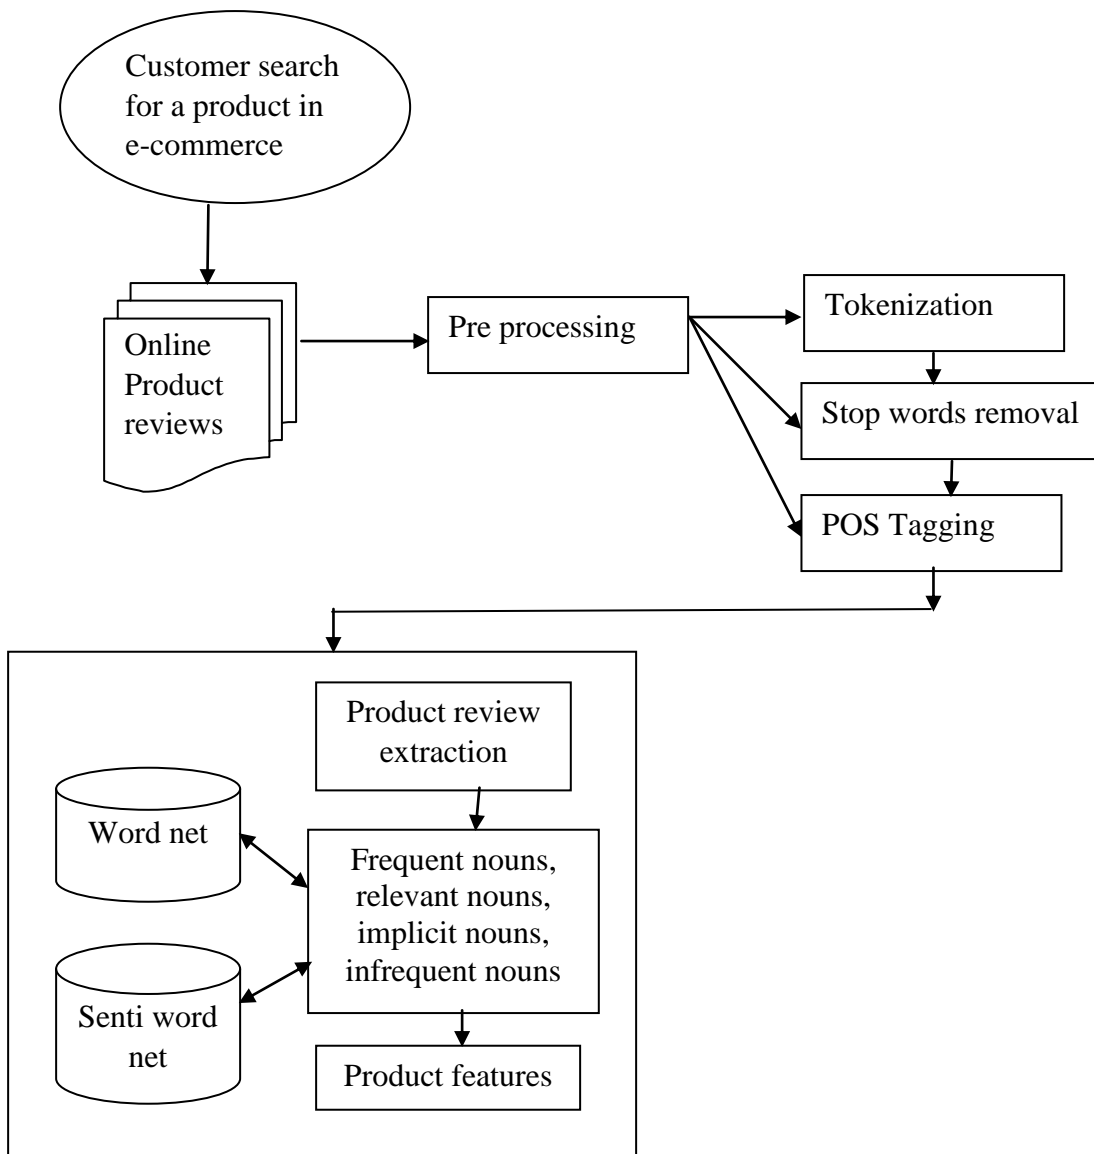 Customer search
for a product in
e-commerce
Online
Product
reviews
Pre processing
Tokenization
Stop words removal
POS Tagging
Product review
extraction
Word net
Frequent nouns,
relevant nouns,
implicit nouns,
infrequent nouns
Senti word
net
Product features